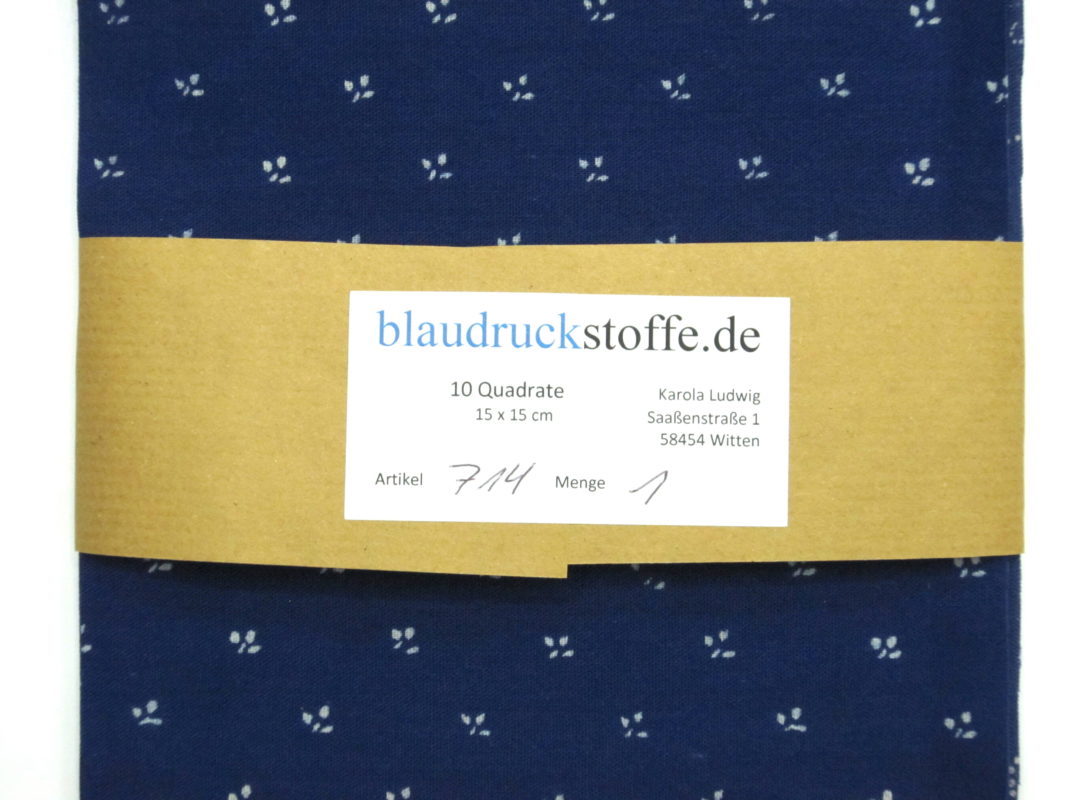 blaudruckstoffe.de
10 Quadrate
15 x 15 cm
Karola Ludwig
Saaßenstraße 1
58454 Witten
Artikel 714 Menge 1